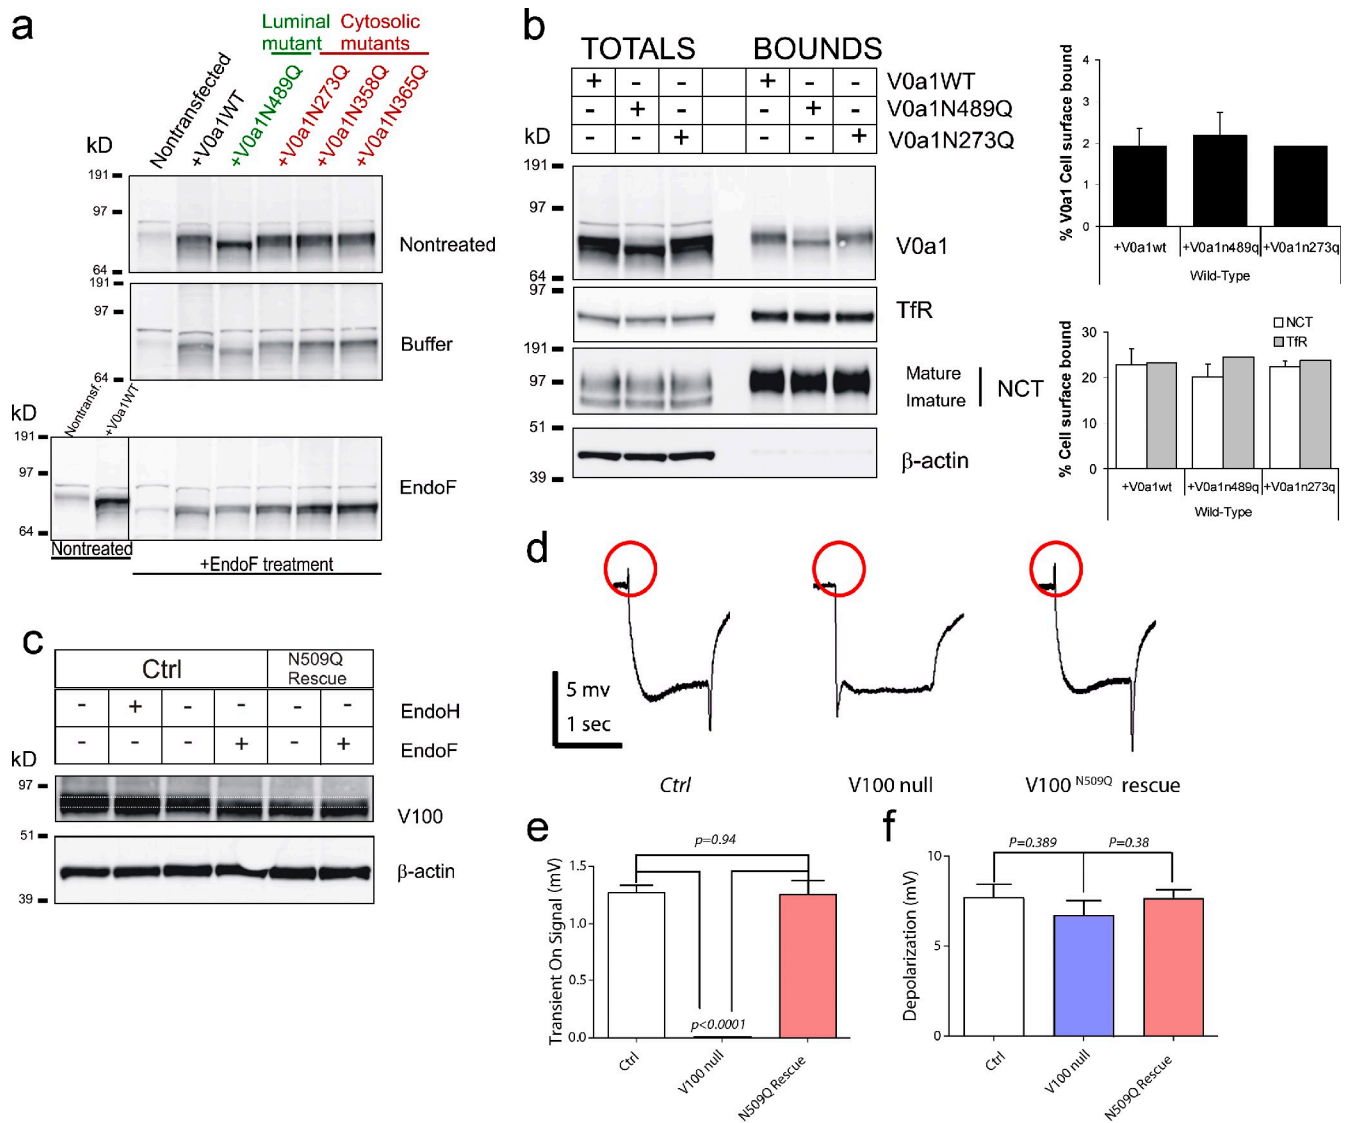 a
Luminal
mutant
Cytosolic
mutants
Nontransfected
+V0a1WT
+V0a1N489Q
+V0a1N273Q
+V0a1N358Q
+V0a1N365Q
kD
191
97
64
Nontreated
191
97
64
Buffer
Nontransf.
+V0a1WT
kD
191
97
64
EndoF
Nontreated
+EndoF treatment
b
TOTALS BOUNDS
+ - - + - - V0a1WT
- + - - + - V0a1N489Q
- - + - - + V0a1N273Q
kD
191
97
64
V0a1
97
TfR
191
97
Mature
Imature
NCT
51
39
β-actin
% V0a1 Cell surface bound
4
3
2
1
0
+V0a1wt +V0a1n489q +V0a1n273q
Wild-Type
% Cell surface bound
30
20
10
0
NCT
TfR
+V0a1wt +V0a1n489q +V0a1n273q
Wild-Type
c
Ctrl
N509Q
Rescue
- + - - - - EndoH
- - - + - + EndoF
kD
97
V100
51
39
β-actin
d
5 mv
1 sec
Ctrl
V100 null
V100 N509Q rescue
e
Transient On Signal (mV)
1.5
1.0
0.5
0.0
p=0.94
p<0.0001
Ctrl
V100 null
N509Q Rescue
f
Depolarization (mV)
10
5
0
P=0.389
P=0.38
Ctrl
V100 null
N509Q Rescue